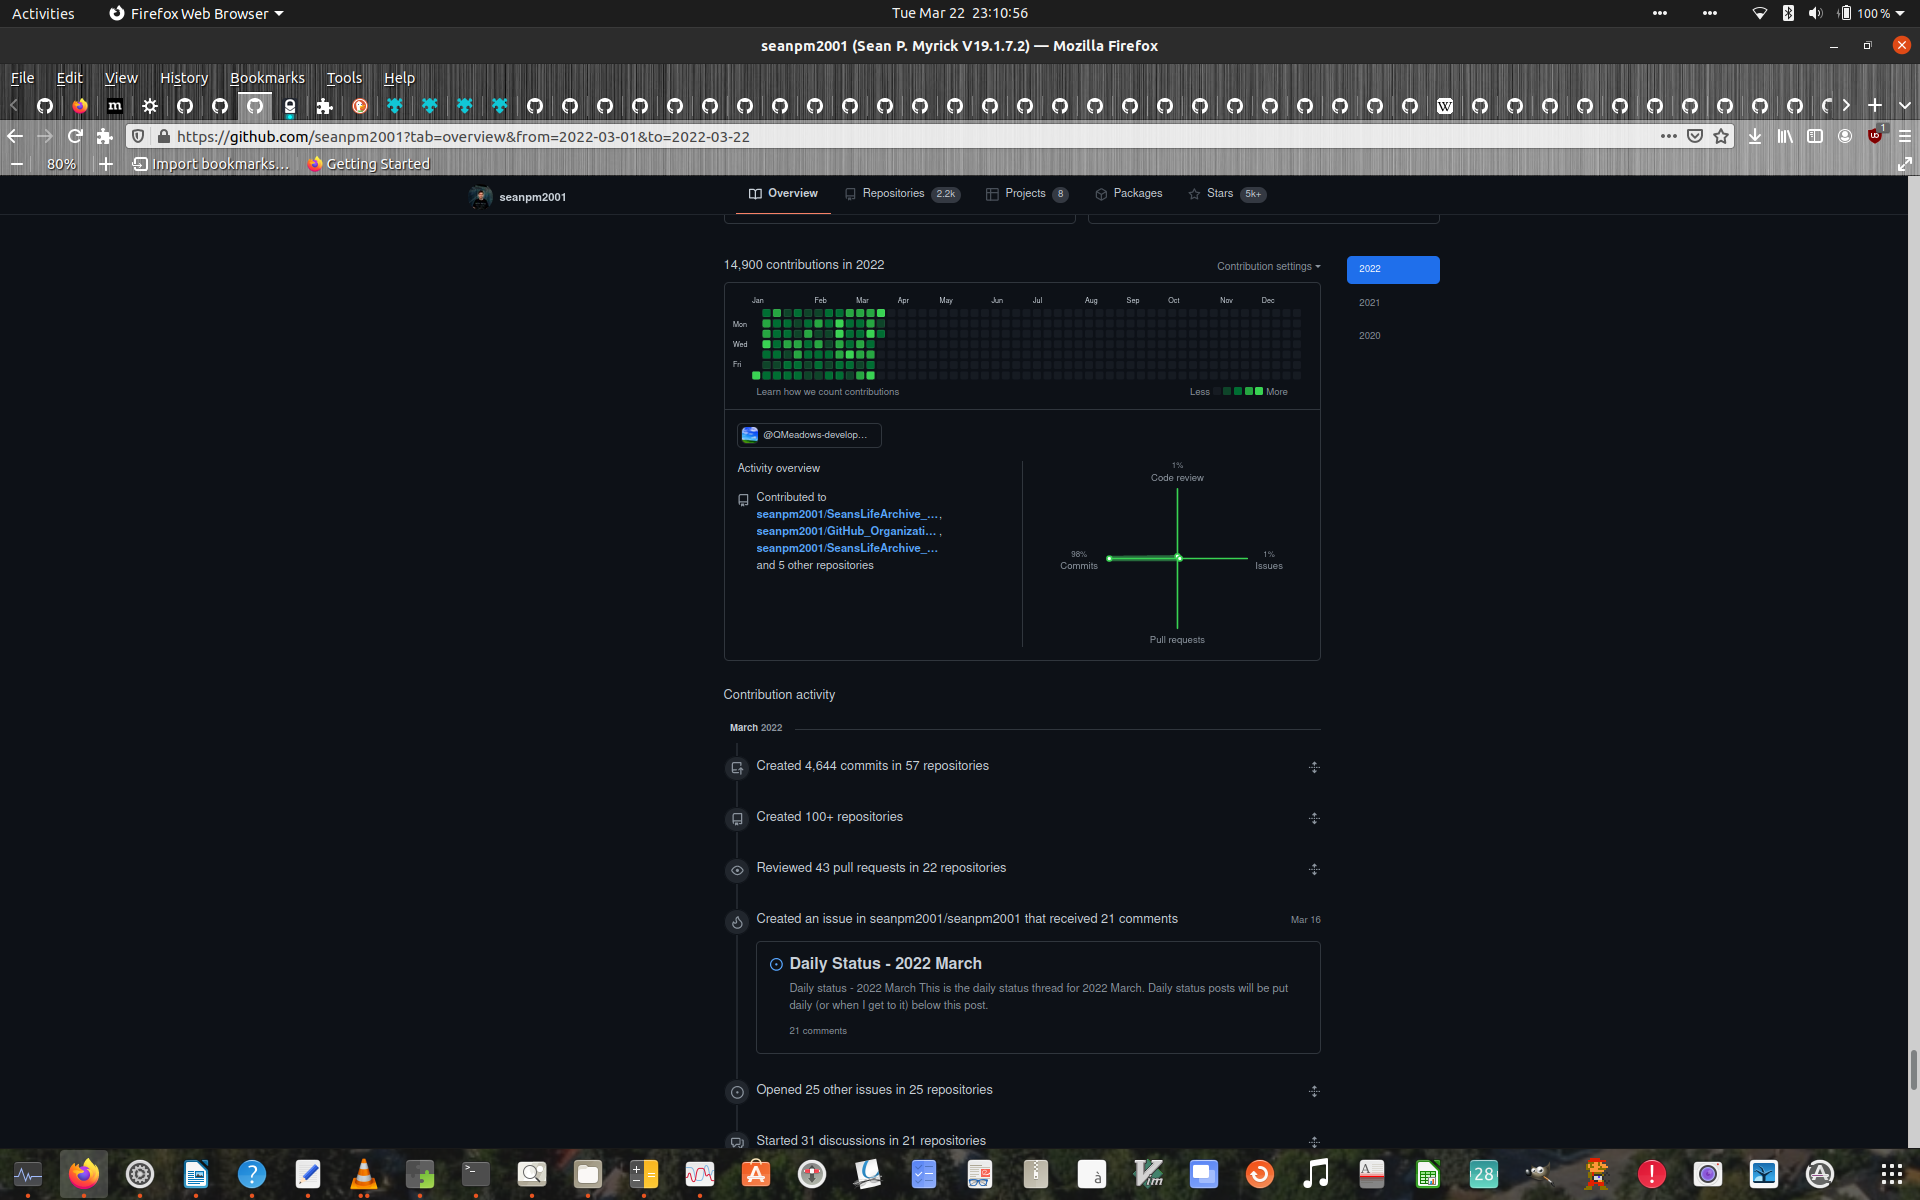 Activities
Firefox Web Browser
Tue Mar 22 23:10:56
100 %
seanpm2001 (Sean P. Myrick V19.1.7.2) — Mozilla Firefox
File Edit View History Bookmarks Tools Help
https://github.com/seanpm2001?tab=overview&from=2022-03-01&to=2022-03-22
80%
Import bookmarks...
Getting Started
seanpm2001
Overview
Repositories 2.2k
Projects 8
Packages
Stars 5k+
14,900 contributions in 2022
Contribution settings
2022
2021
2020
Jan Feb Mar Apr May Jun Jul Aug Sep Oct Nov Dec
Mon
Wed
Fri
Learn how we count contributions
Less More
@QMeadows-develop...
Activity overview
Contributed to
seanpm2001/SeansLifeArchive_...,
seanpm2001/GitHub_Organizati... ,
seanpm2001/SeansLifeArchive_...
and 5 other repositories
1%
Code review
98%
Commits
1%
Issues
Pull requests
Contribution activity
March 2022
Created 4,644 commits in 57 repositories
Created 100+ repositories
Reviewed 43 pull requests in 22 repositories
Created an issue in seanpm2001/seanpm2001 that received 21 comments
Mar 16
Daily Status - 2022 March
Daily status - 2022 March This is the daily status thread for 2022 March. Daily status posts will be put
daily (or when I get to it) below this post.
21 comments
Opened 25 other issues in 25 repositories
Started 31 discussions in 21 repositories
28